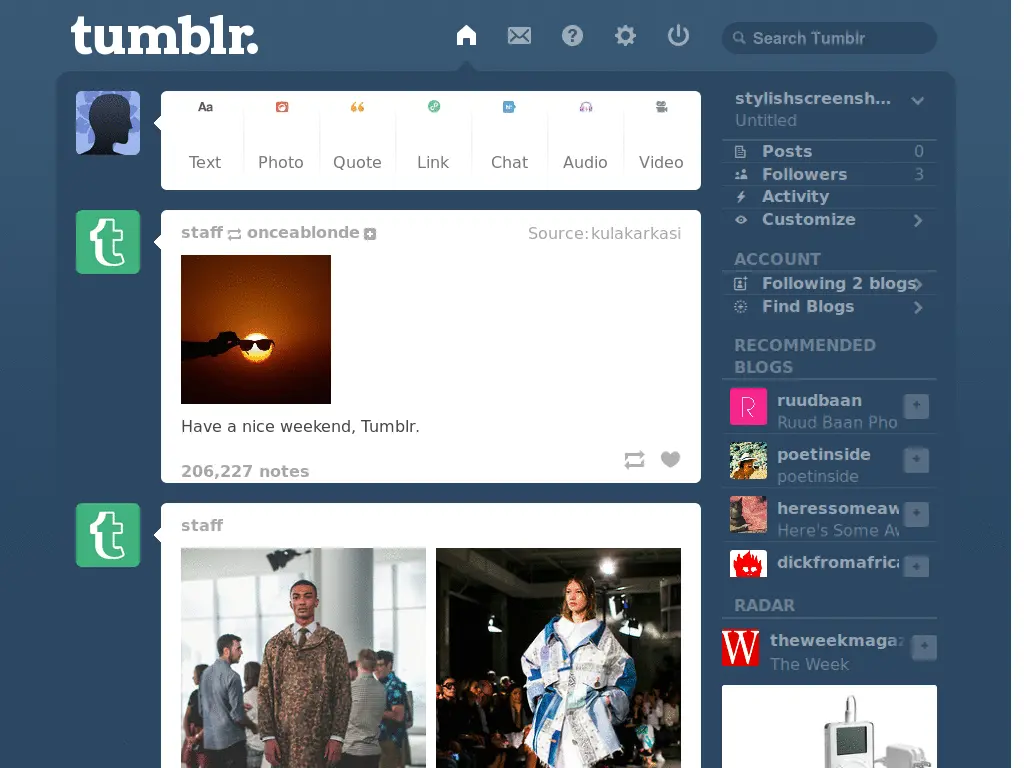 tumblr.
Search Tumblr
Aa
Text
Photo
Quote
Link
Chat
Audio
Video
staff onceablonde
Source: kulakarkasi
Have a nice weekend, Tumblr.
206,227 notes
staff
stylishscreensh...
Untitled
Posts 0
Followers 3
Activity
Customize
ACCOUNT
Following 2 blogs
Find Blogs
RECOMMENDED
BLOGS
R
ruudbaan
Ruud Baan Pho
poetinside
poetinside
heressomeaw
Here's Some Aw
dickfromafrica
RADAR
W
theweekmagaz
The Week